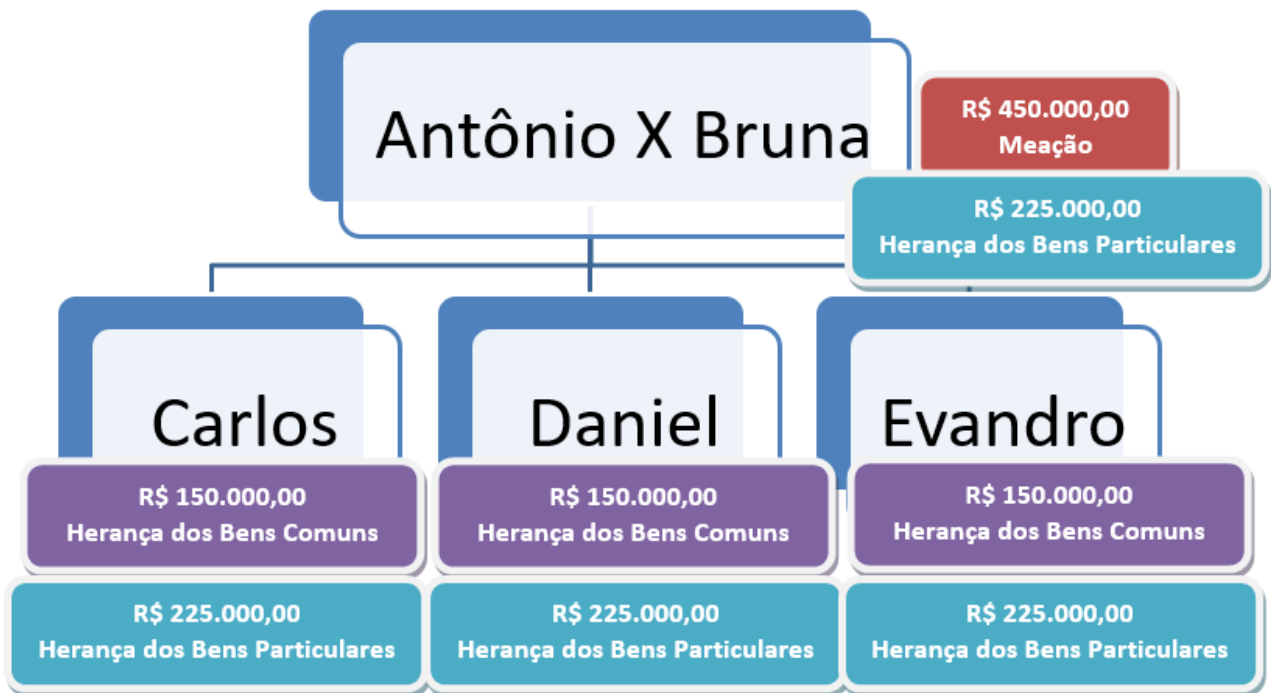 Antônio X Bruna
R$ 450.000,00
Meação
R$ 225.000,00
Herança dos Bens Particulares
Carlos
R$ 150.000,00
Herança dos Bens Comuns
R$ 225.000,00
Herança dos Bens Particulares
Daniel
R$ 150.000,00
Herança dos Bens Comuns
R$ 225.000,00
Herança dos Bens Particulares
Evandro
R$ 150.000,00
Herança dos Bens Comuns
R$ 225.000,00
Herança dos Bens Particulares